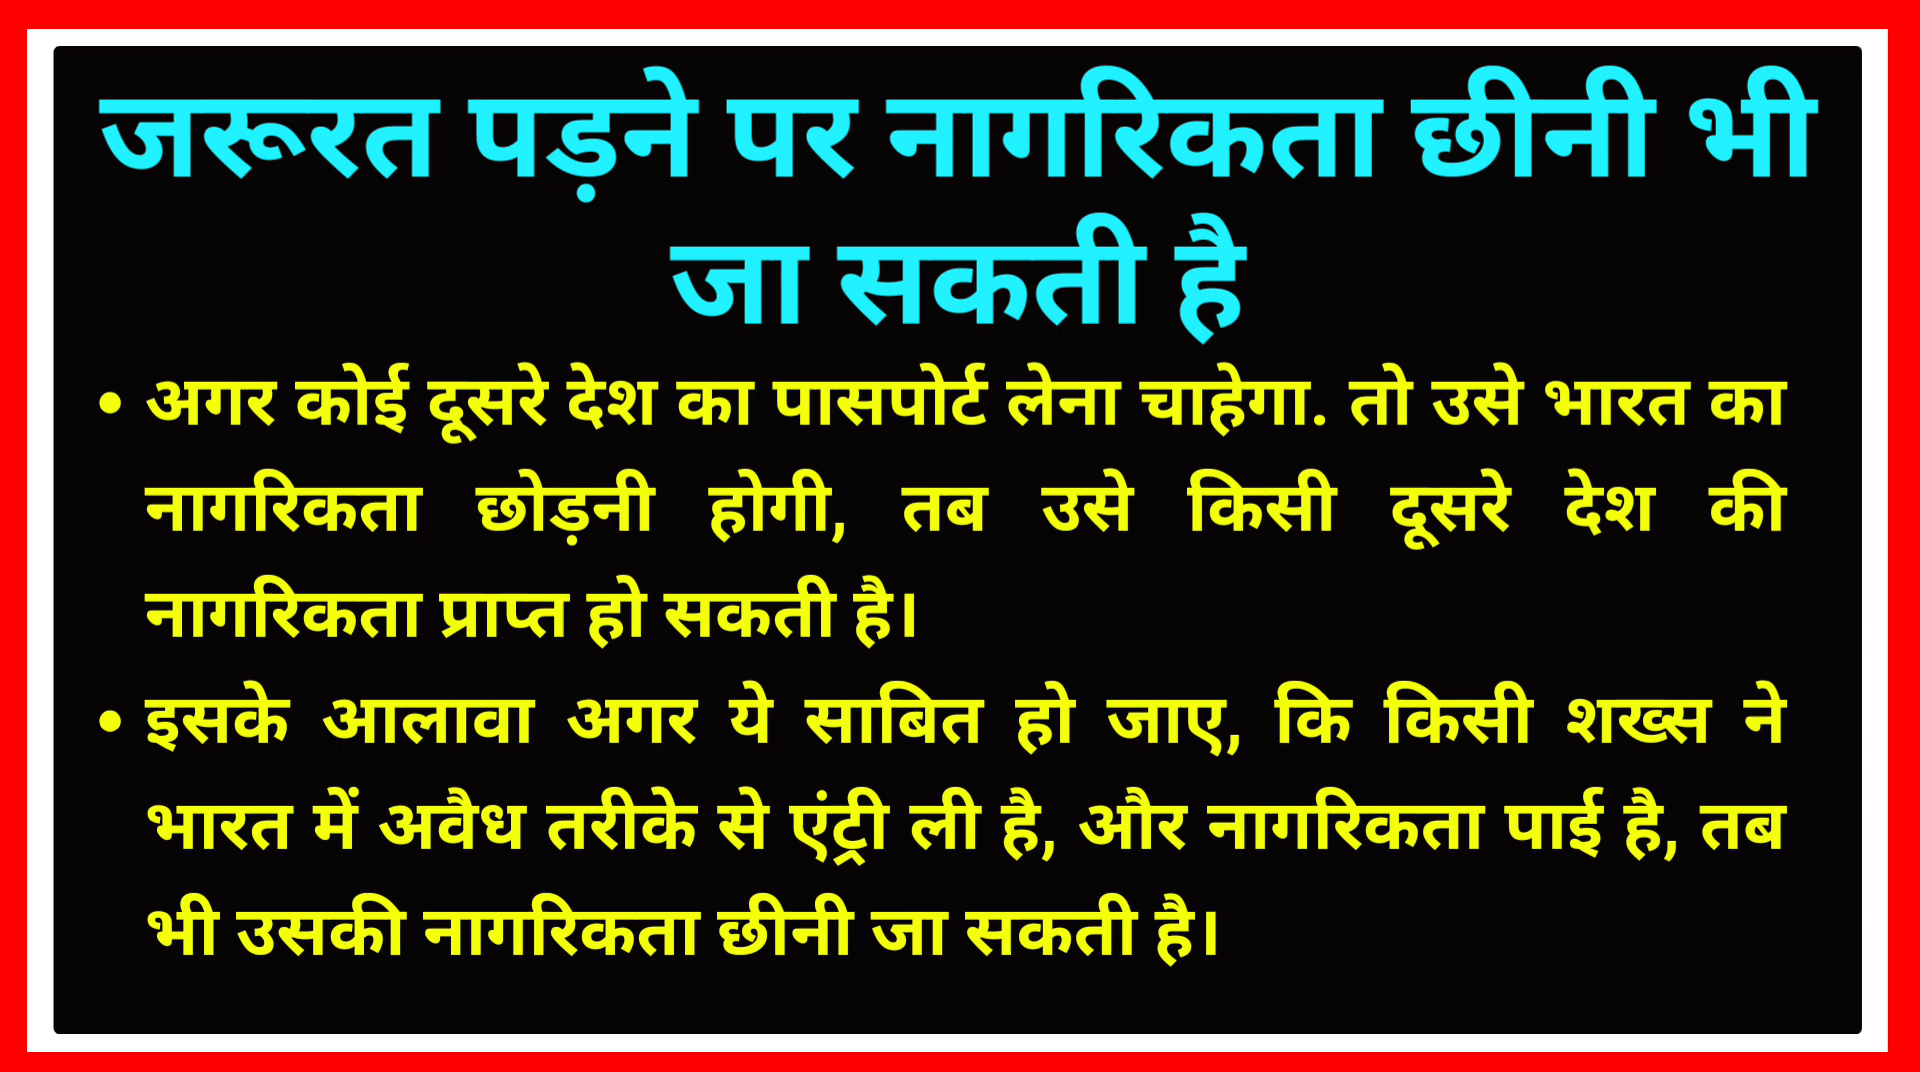 जरूरत पड़ने पर नागरिकता छीनी भी
जा सकती है
• अगर कोई दूसरे देश का पासपोर्ट लेना चाहेगा. तो उसे भारत का
नागरिकता छोड़नी होगी, तब उसे किसी दूसरे देश की
नागरिकता प्राप्त हो सकती है।
• इसके आलावा अगर ये साबित हो जाए, कि किसी शख्स ने
भारत में अवैध तरीके से एंट्री ली है, और नागरिकता पाई है, तब
भी उसकी नागरिकता छीनी जा सकती है।